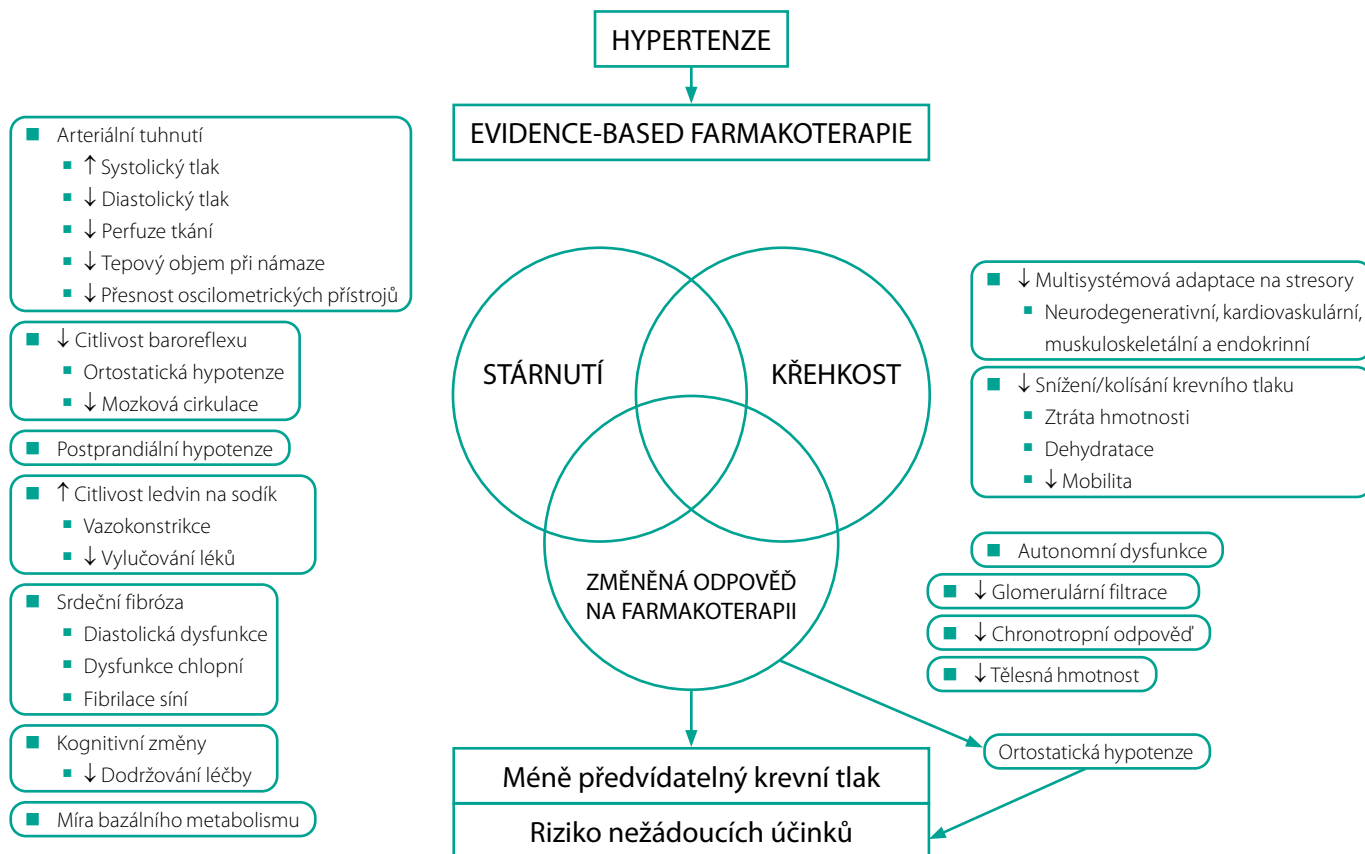 HYPERTENZE
EVIDENCE-BASED FARMAKOTERAPIE
Arteriální tuhnutí
↑ Systolický tlak
↓ Diastolický tlak
↓ Perfuze tkání
↓ Tepový objem při námaze
↓ Přesnost oscilometrických přístrojů
↓ Citlivost baroreflexu
Ortostatická hypotenze
↓ Mozková cirkulace
Postprandiální hypotenze
↑ Citlivost ledvin na sodík
Vazokonstrikce
↓ Vylučování léků
Srdeční fibróza
Diastolická dysfunkce
Dysfunkce chlopní
Fibrilace síní
Kognitivní změny
↓ Dodržování léčby
Míra bazálního metabolismu
STÁRNUTÍ
KŘEHKOST
ZMĚNĚNÁ ODPOVĚĎ
NA FARMAKOTERAPII
↓ Multisystémová adaptace na stresory
Neurodegenerativní, kardiovaskulární,
muskuloskeletální a endokrinní
↓ Snížení/kolísání krevního tlaku
Ztráta hmotnosti
Dehydratace
↓ Mobilita
Autonomní dysfunkce
↓ Glomerulární filtrace
↓ Chronotropní odpověď
↓ Tělesná hmotnost
Ortostatická hypotenze
Méně předvídatelný krevní tlak
Riziko nežádoucích účinků